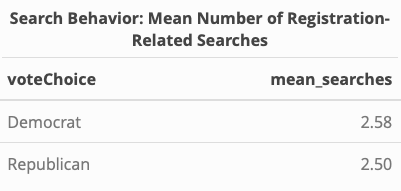 Search Behavior: Mean Number of Registration-
Related Searches
voteChoice mean_searches
Democrat 2.58
Republican 2.50